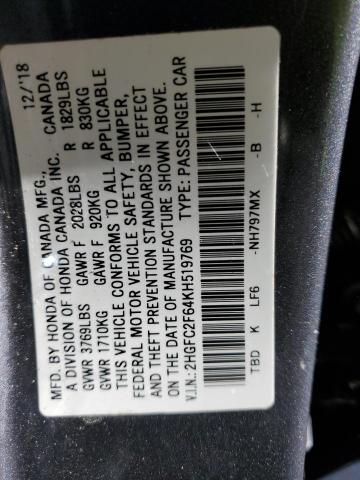 MFD. BY HONDA OF CANADA MFG., 12/'18
A DIVISION OF HONDA CANADA INC. CANADA
GVWR 3769LBS GAWR F 2028LBS R 1829LBS
GVWR 1710KG GAWR F 920KG R 830KG
THIS VEHICLE CONFORMS TO ALL APPLICABLE
FEDERAL MOTOR VEHICLE SAFETY, BUMPER,
AND THEFT PREVENTION STANDARDS IN EFFECT
ON THE DATE OF MANUFACTURE SHOWN ABOVE.
V.I.N.: 2HGFC2F64KH519769 TYPE: PASSENGER CAR
TBD K LF6 -NH797MX -B -H